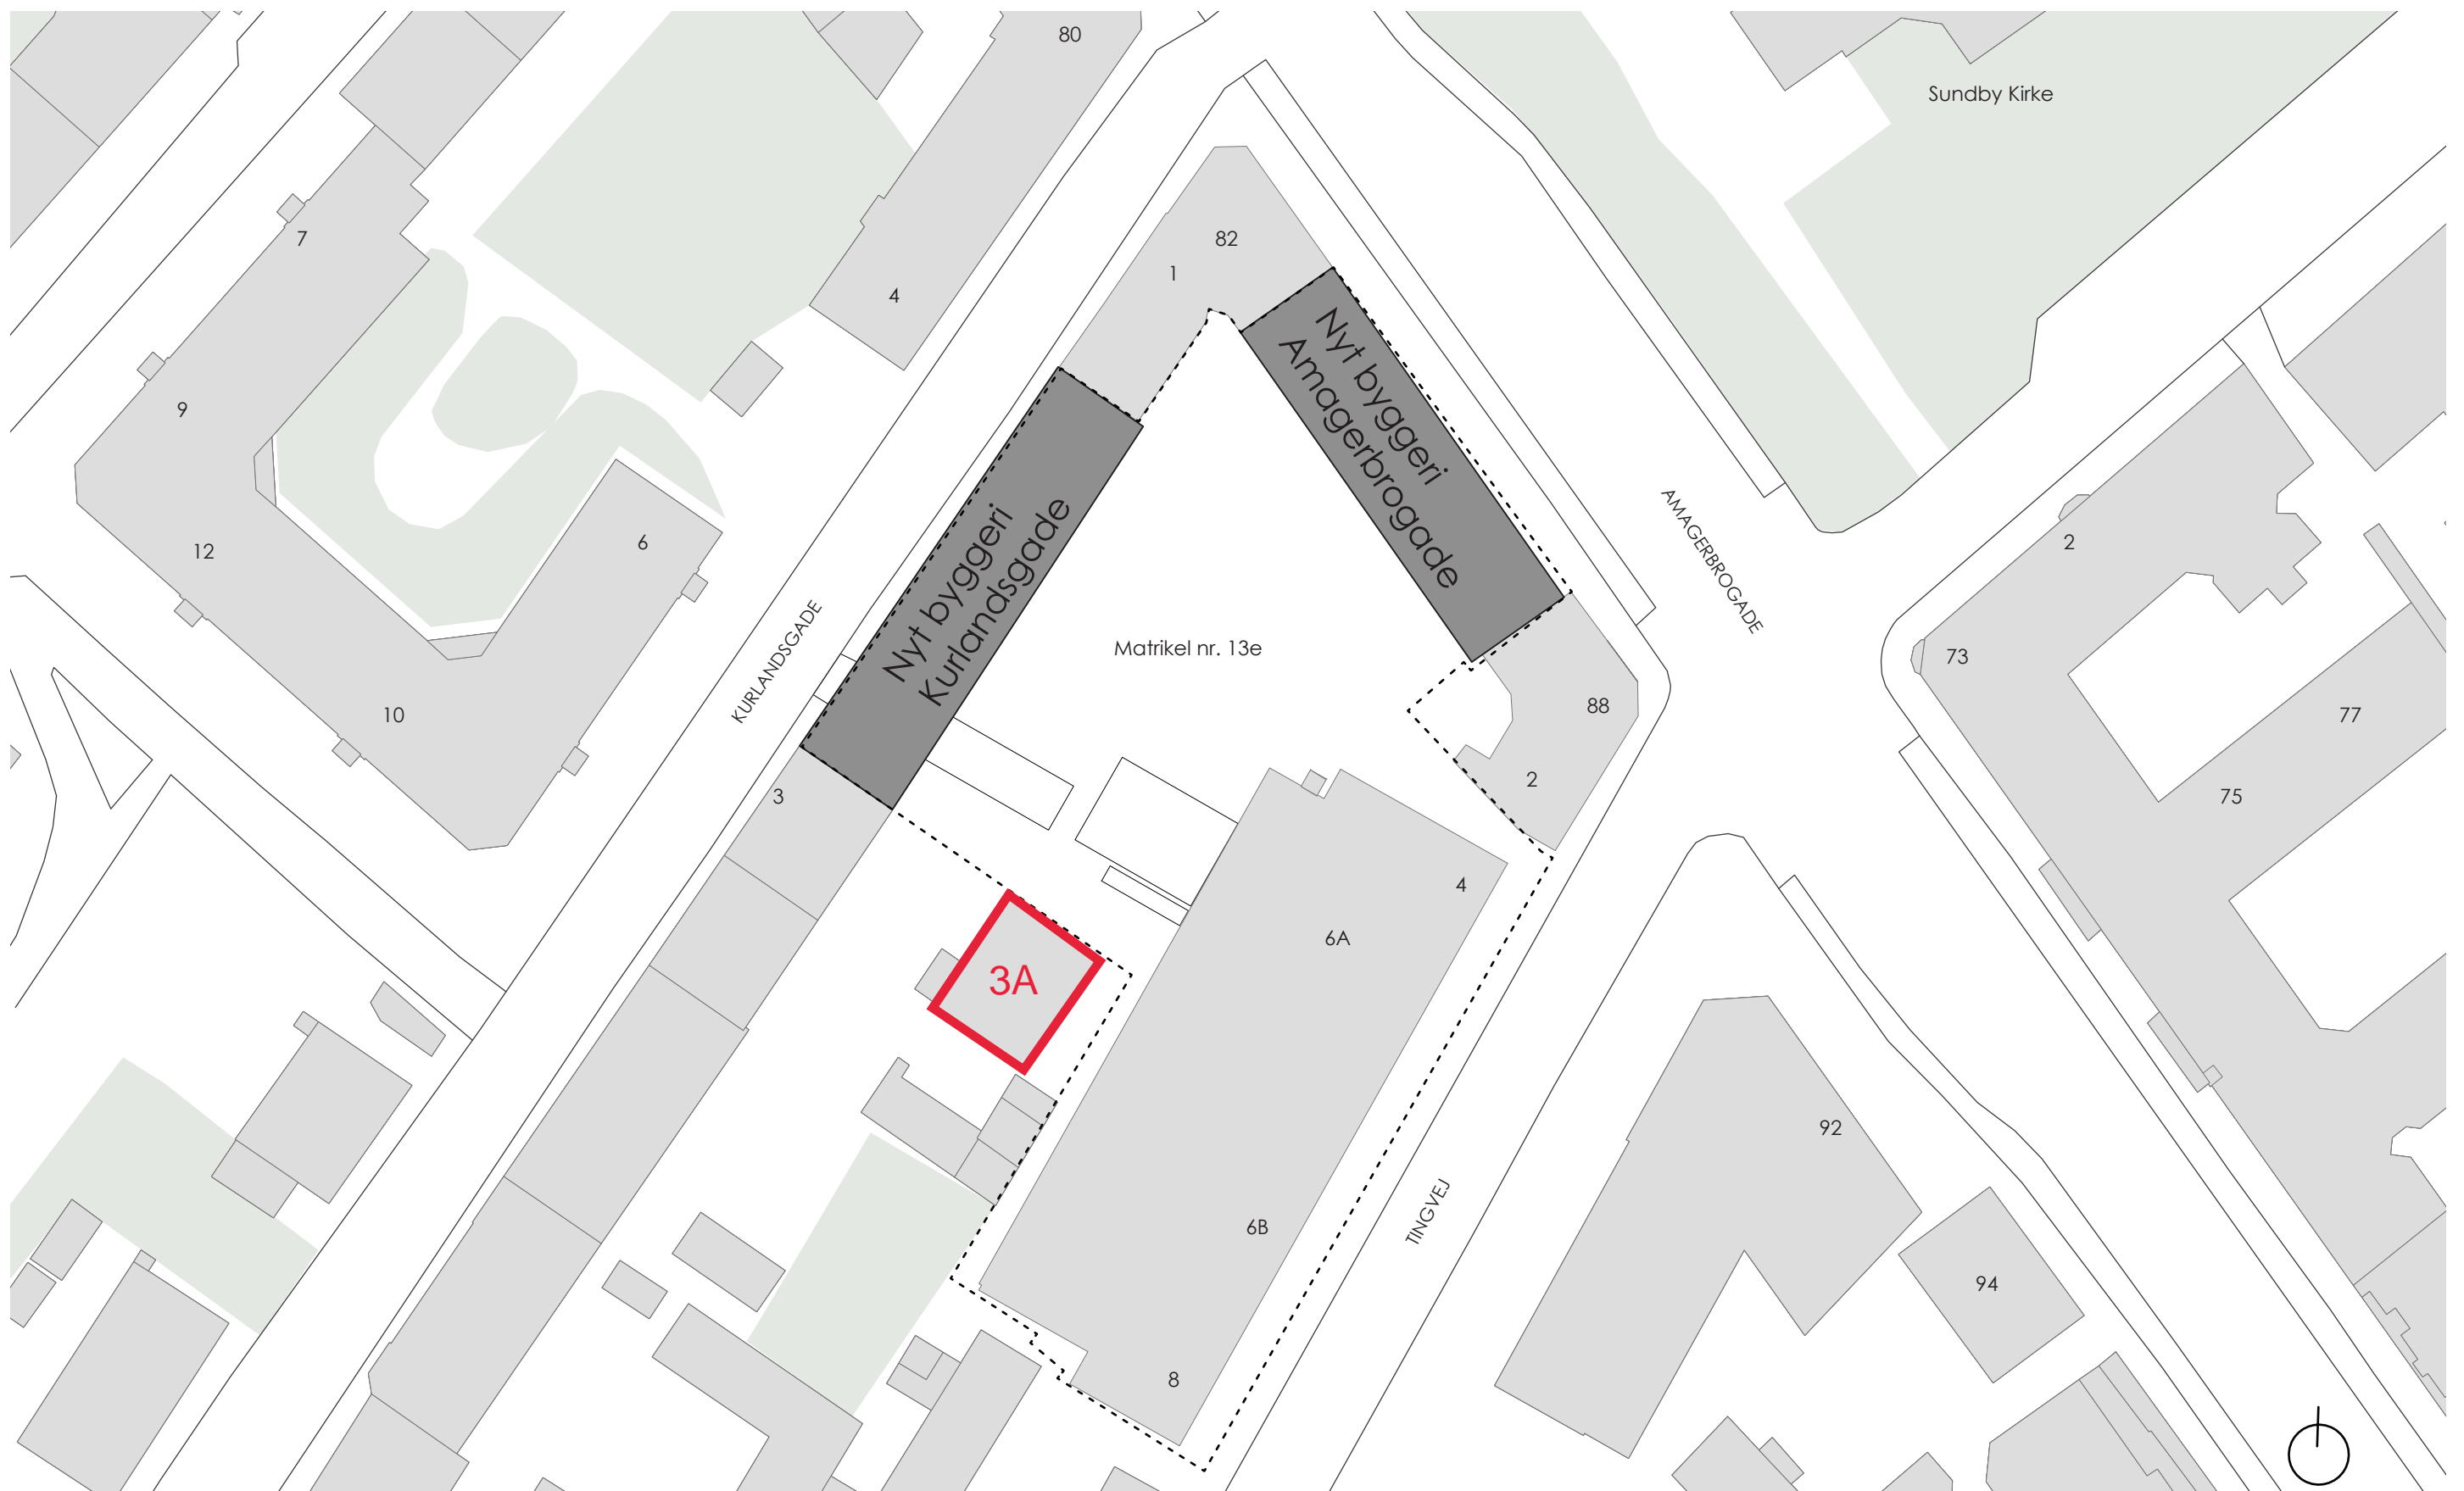 80
Sundby Kirke
7
82
1
4
9
Nyt byggeri
Amagerbrogade
12
6
2
AMAGERBROGADE
Nyt byggeri
Kurlandsgade
KURLANDSGADE
Matrikel nr. 13e
73
10
88
77
3
2
75
4
6A
3A
92
6B
TINGVEJ
94
8